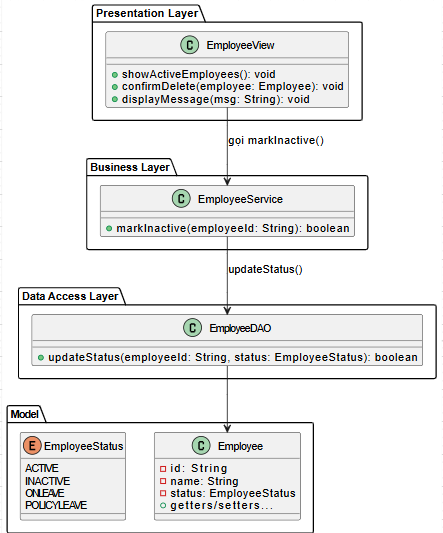 Presentation Layer
C EmployeeView
showActiveEmployees(): void
confirmDelete(employee: Employee): void
displayMessage(msg: String): void
gọi markInactive()
Business Layer
C EmployeeService
markInactive(employeeId: String): boolean
updateStatus()
Data Access Layer
C EmployeeDAO
updateStatus(employeeId: String, status: EmployeeStatus): boolean
Model
E EmployeeStatus
ACTIVE
INACTIVE
ONLEAVE
POLICYLEAVE
C Employee
id: String
name: String
status: EmployeeStatus
getters/setters...